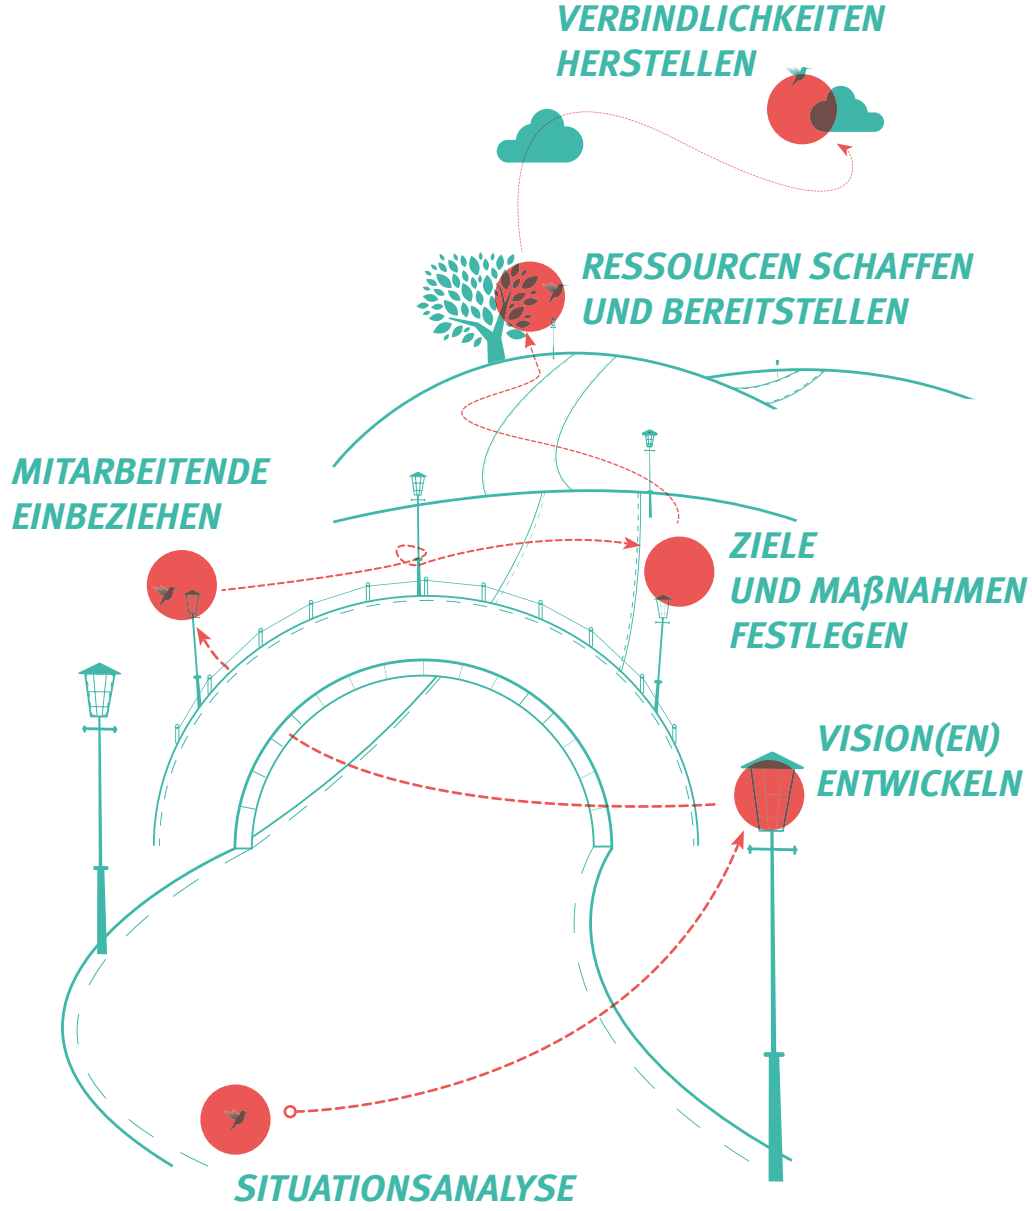 VERBINDLICHKEITEN
HERSTELLEN
RESSOURCEN SCHAFFEN
UND BEREITSTELLEN
MITARBEITENDE
EINBEZIEHEN
ZIELE
UND MAßNAHMEN
FESTLEGEN
VISION(EN)
ENTWICKELN
SITUATIONSANALYSE